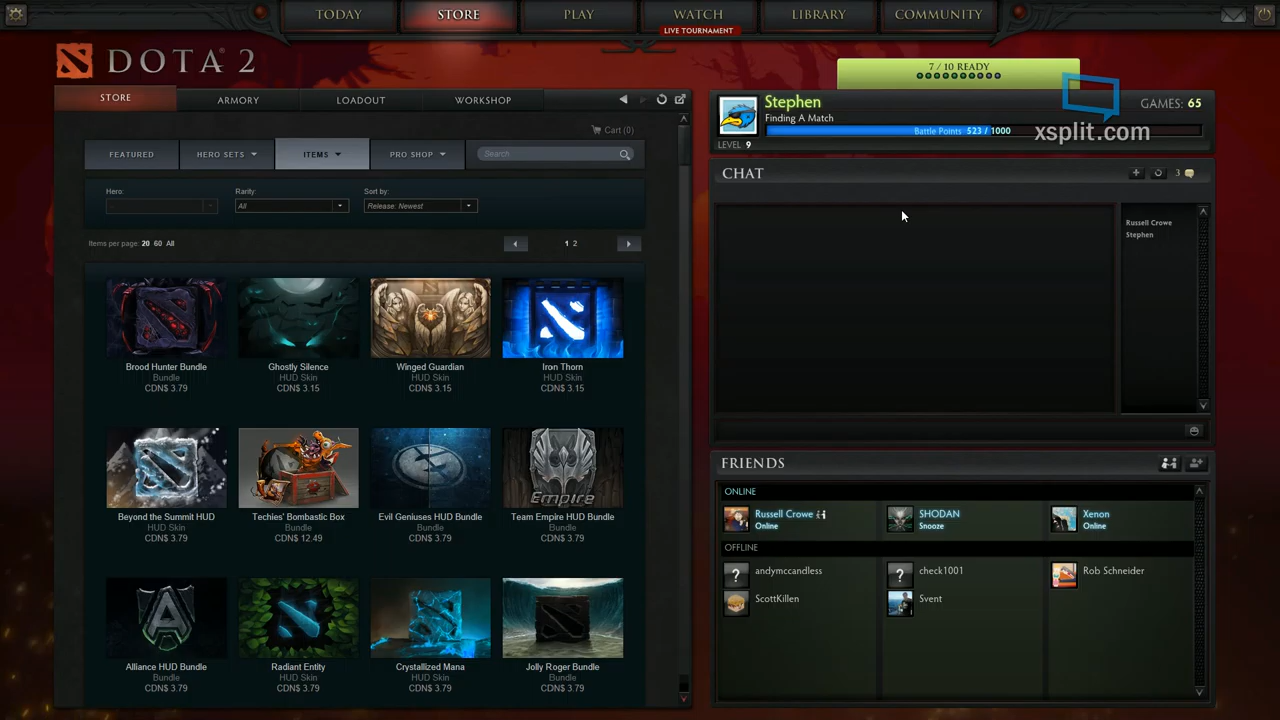 TODAY
STORE
PLAY
WATCH
LIVE TOURNAMENT
LIBRARY
COMMUNITY
DOTA 2
7 / 10 READY
STORE
ARMORY
LOADOUT
WORKSHOP
Stephen
Finding A Match
GAMES: 65
Battle Points 523 / 1000
LEVEL 9
xsplit.com
Cart (0)
FEATURED
HERO SETS
ITEMS
PRO SHOP
Search
CHAT
3
Hero:
Rarity:
Sort by:
--
All
Release: Newest
Russell Crowe
Stephen
Items per page: 20 60 All
1 2
Brood Hunter Bundle
Bundle
CDN$ 3.79
Ghostly Silence
HUD Skin
CDN$ 3.15
Winged Guardian
HUD Skin
CDN$ 3.15
Iron Thorn
HUD Skin
CDN$ 3.15
Empire
Beyond the Summit HUD
HUD Skin
CDN$ 3.79
Techies' Bombastic Box
Bundle
CDN$ 12.49
Evil Geniuses HUD Bundle
Bundle
CDN$ 3.79
Team Empire HUD Bundle
Bundle
CDN$ 3.79
Alliance HUD Bundle
Bundle
CDN$ 3.79
Radiant Entity
HUD Skin
CDN$ 3.79
Crystallized Mana
HUD Skin
CDN$ 3.79
Jolly Roger Bundle
Bundle
CDN$ 3.79
FRIENDS
ONLINE
Russell Crowe
Online
SHODAN
Snooze
Xenon
Online
OFFLINE
andymccandless
check1001
Rob Schneider
ScottKillen
Svent